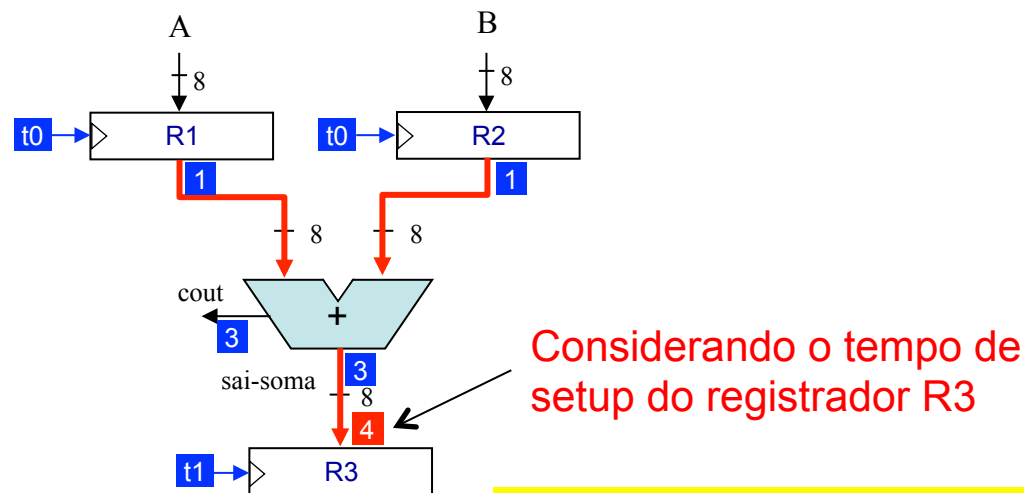 A B
8 8
t0 R1 t0 R2
1 1
8 8
cout
+
3 3
sai-soma
8
Considerando o tempo de
setup do registrador R3
4
t1 R3